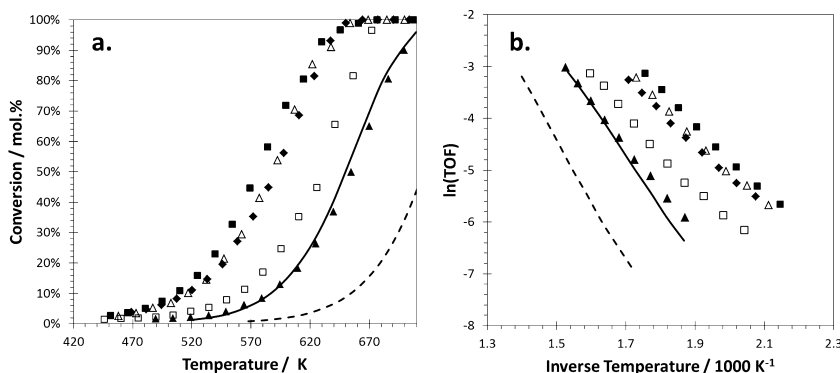 a.
100%
90%
80%
70%
60%
50%
40%
30%
20%
10%
0%
Conversion / mol.%
420 470 520 570 620 670
Temperature / K
b.
-2
-3
-4
-5
-6
-7
-8
ln(TOF)
1.3 1.5 1.7 1.9 2.1 2.3
Inverse Temperature / 1000 K⁻¹